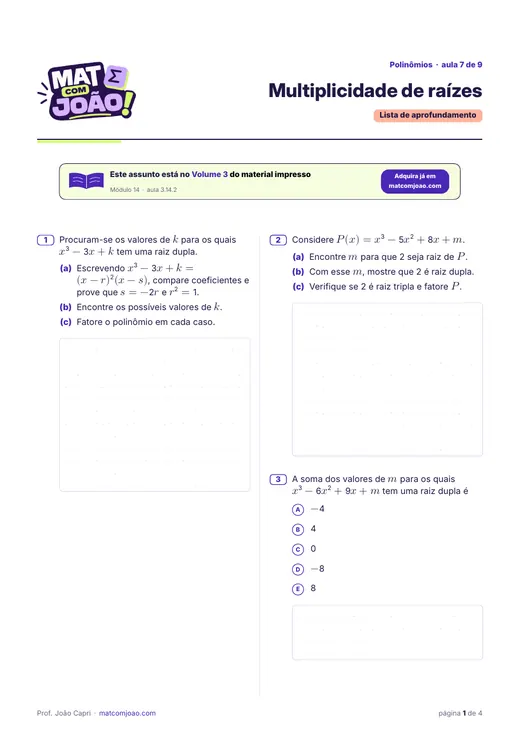 MAT Σ
COM
JOÃO!
Polinômios · aula 7 de 9
Multiplicidade de raízes
Lista de aprofundamento
Este assunto está no Volume 3 do material impresso
Módulo 14 · aula 3.14.2
Adquira já em
matcomjoao.com
1 Procuram-se os valores de k para os quais
x³ − 3x + k tem uma raiz dupla.
(a) Escrevendo x³ − 3x + k =
(x − r)²(x − s), compare coeficientes e
prove que s = −2r e r² = 1.
(b) Encontre os possíveis valores de k.
(c) Fatore o polinômio em cada caso.
2 Considere P(x) = x³ − 5x² + 8x + m.
(a) Encontre m para que 2 seja raiz de P.
(b) Com esse m, mostre que 2 é raiz dupla.
(c) Verifique se 2 é raiz tripla e fatore P.
3 A soma dos valores de m para os quais
x³ − 6x² + 9x + m tem uma raiz dupla é
A −4
B 4
C 0
D −8
E 8
Prof. João Capri · matcomjoao.com
página 1 de 4